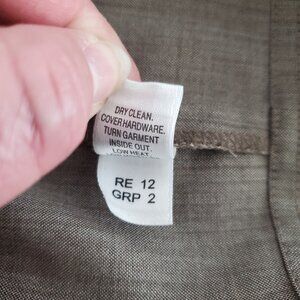 DRY CLEAN.
COVER HARDWARE.
TURN GARMENT
INSIDE OUT.
LOW HEAT.
RE 12
GRP 2